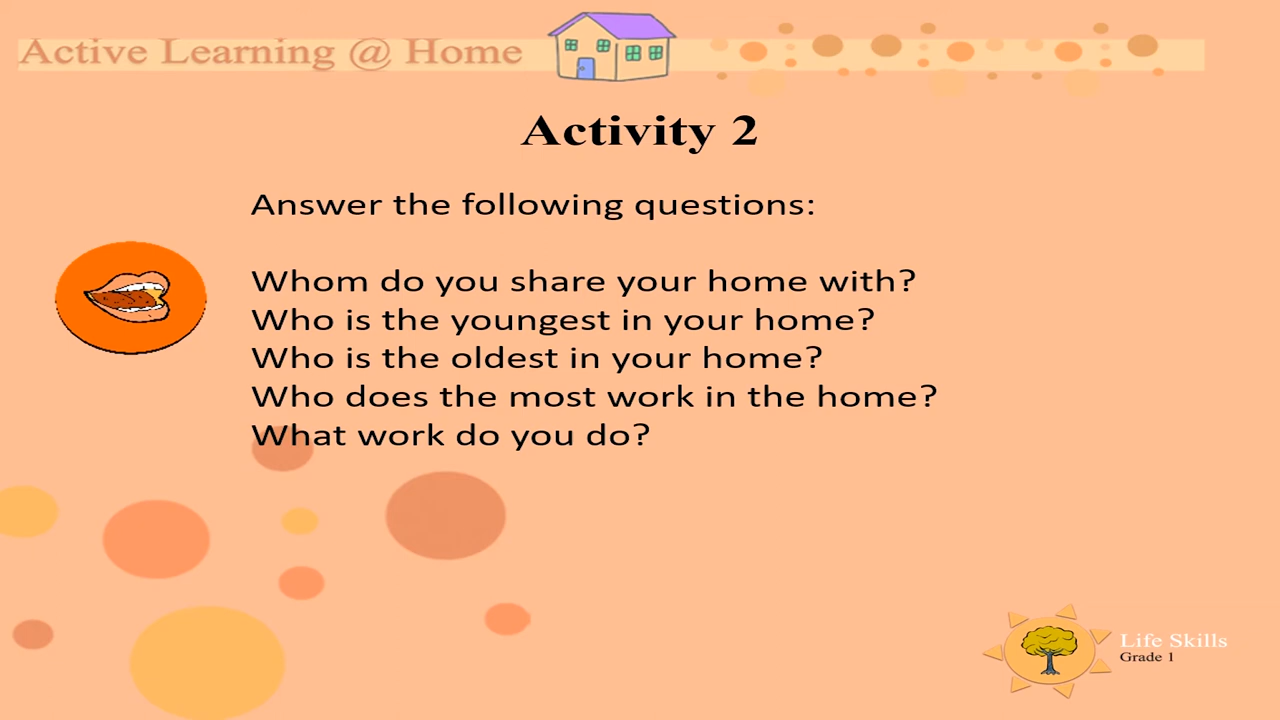 Active Learning @ Home
Activity 2
Answer the following questions:
Whom do you share your home with?
Who is the youngest in your home?
Who is the oldest in your home?
Who does the most work in the home?
What work do you do?
Life Skills
Grade 1